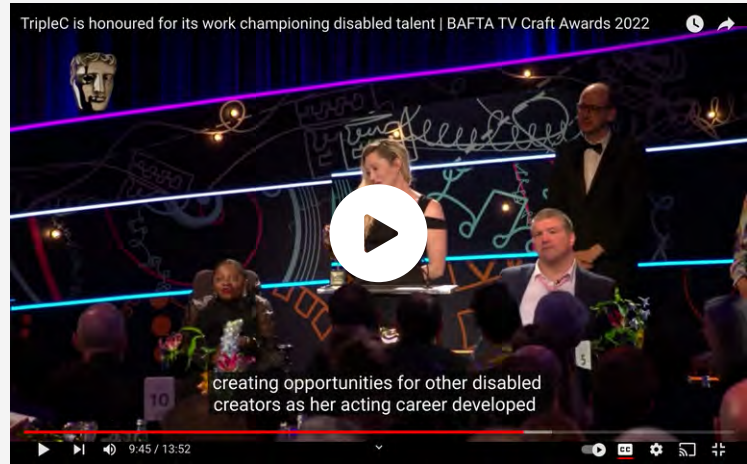 TripleC is honoured for its work championing disabled talent | BAFTA TV Craft Awards 2022
5
10
creating opportunities for other disabled
creators as her acting career developed
9:45 / 13:52
CC